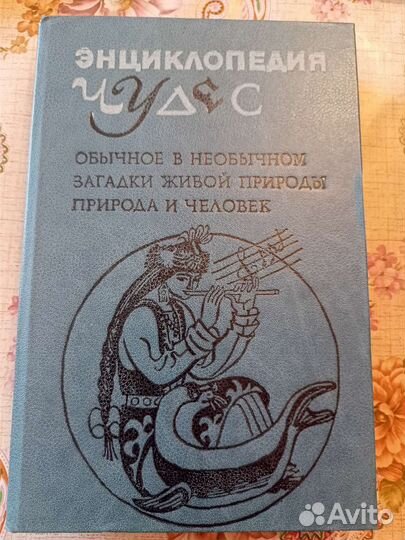 ЭНЦИКЛОПЕДИЯ
ЧУДЕС
ОБЫЧНОЕ В НЕОБЫЧНОМ
ЗАГАДКИ ЖИВОЙ ПРИРОДЫ
ПРИРОДА И ЧЕЛОВЕК
Avito